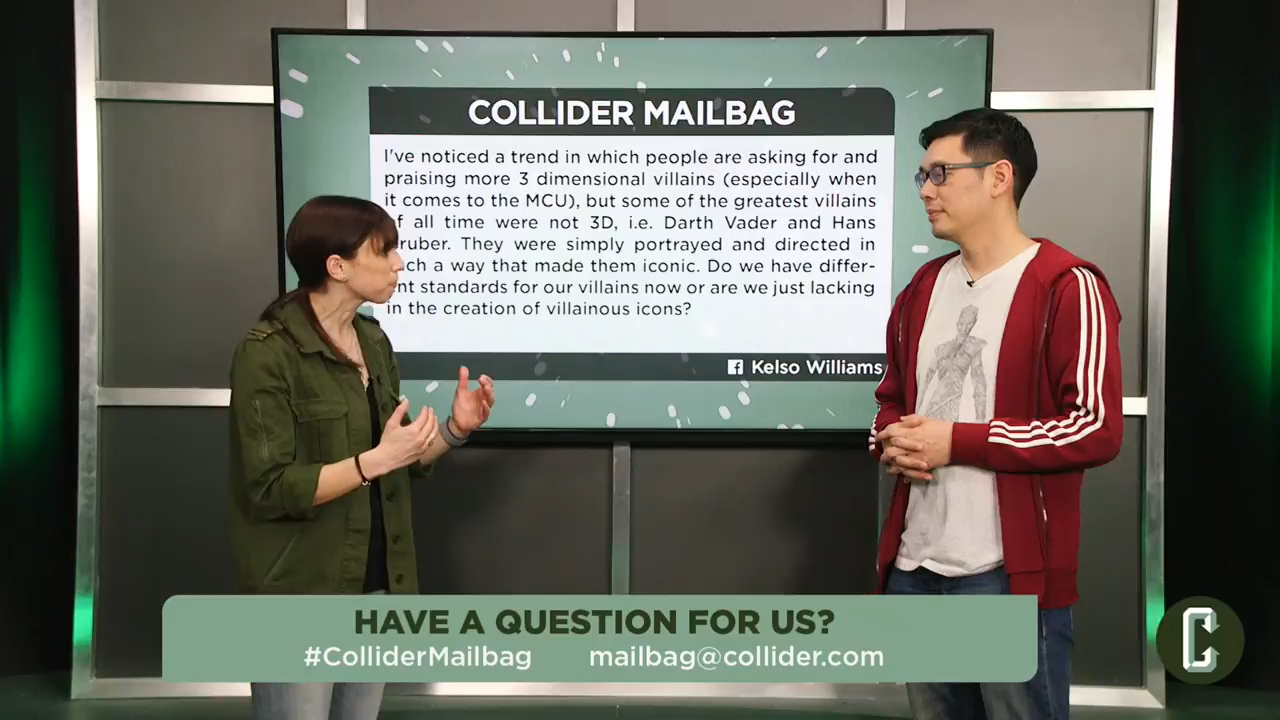 COLLIDER MAILBAG
I've noticed a trend in which people are asking for and
praising more 3 dimensional villains (especially when
it comes to the MCU), but some of the greatest villains
of all time were not 3D, i.e. Darth Vader and Hans
ruber. They were simply portrayed and directed in
ch a way that made them iconic. Do we have differ-
nt standards for our villains now or are we just lacking
in the creation of villainous icons?
f Kelso Williams
HAVE A QUESTION FOR US?
#ColliderMailbag mailbag@collider.com
C